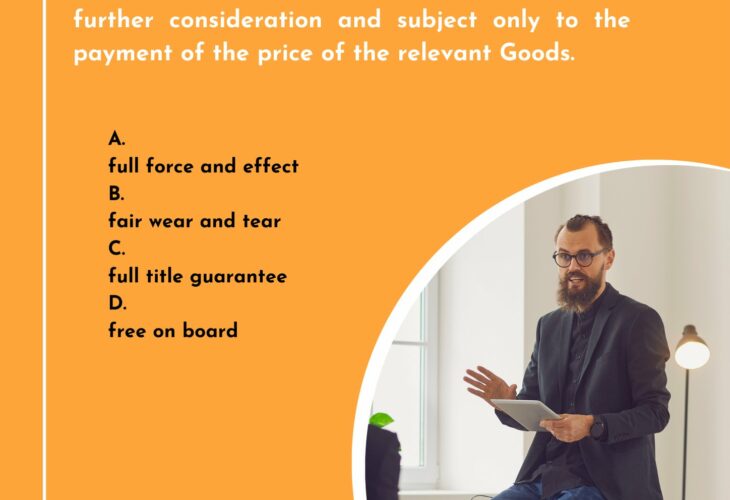 further consideration and subject only to the
payment of the price of the relevant Goods.
A.
full force and effect
B.
fair wear and tear
C.
full title guarantee
D.
free on board